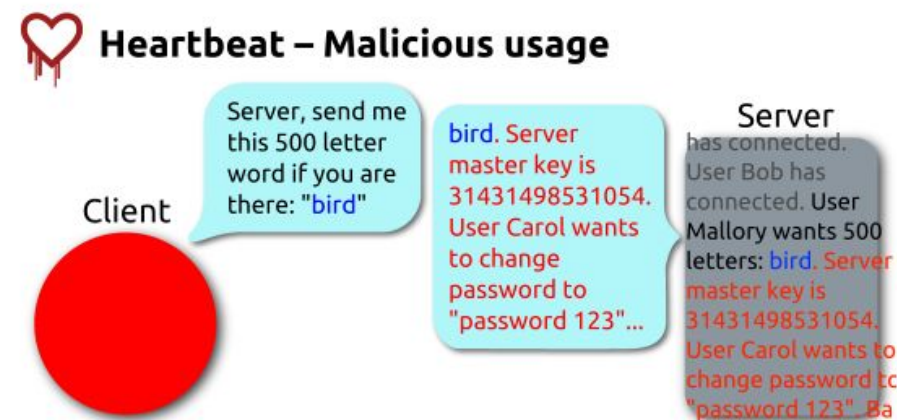 Heartbeat – Malicious usage
Server, send me
this 500 letter
word if you are
there: "bird"
Client
bird. Server
master key is
31431498531054.
User Carol wants
to change
password to
"password 123"...
Server
has connected.
User Bob has
connected. User
Mallory wants 500
letters: bird. Server
master key is
31431498531054.
User Carol wants to
change password to
"password 123". Ba